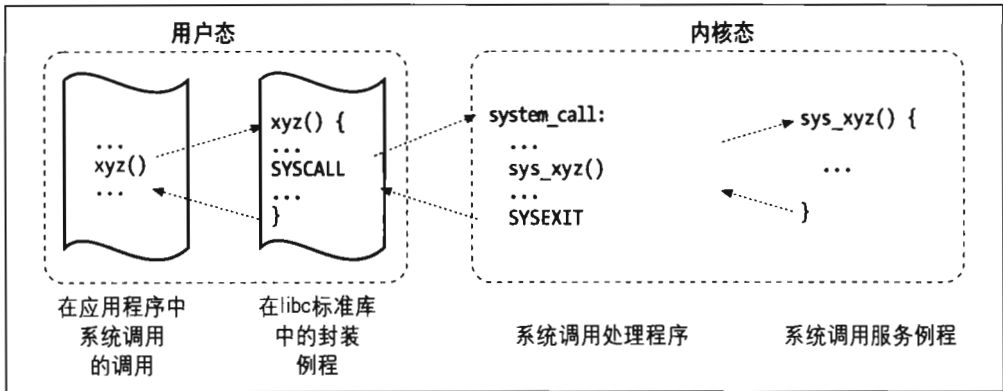 用户态
内核态
...
xyz()
...
xyz() {
...
SYSCALL
...
}
system_call:
...
sys_xyz()
...
SYSEXIT
sys_xyz() {
...
}
在应用程序中
系统调用
的调用
在libc标准库
中的封装
例程
系统调用处理程序
系统调用服务例程